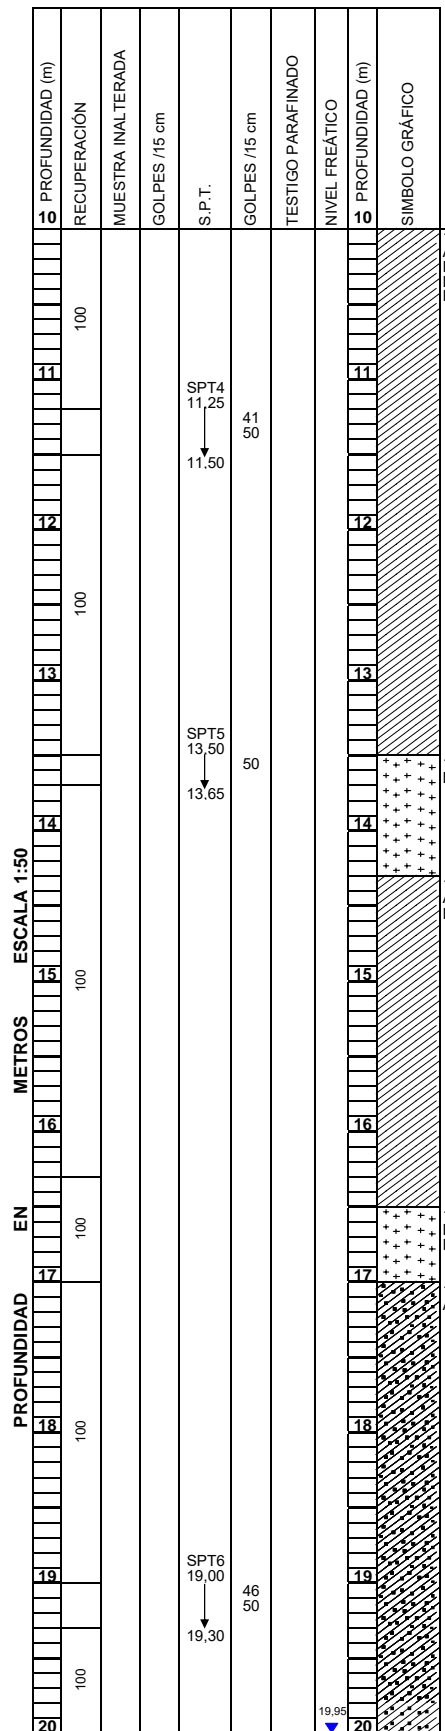 PROFUNDIDAD (m)
10
RECUPERACIÓN
MUESTRA INALTERADA
GOLPES /15 cm
S.P.T.
GOLPES /15 cm
TESTIGO PARAFINADO
NIVEL FREÁTICO
PROFUNDIDAD (m)
10
SIMBOLO GRÁFICO
PROFUNDIDAD EN METROS ESCALA 1:50
100
11
11
SPT4
11,25
41
50
11,50
12
12
100
13
13
SPT5
13,50
50
13,65
14
14
15
100
15
16
16
100
17
17
18
100
18
SPT6
19
19,00
46
19
50
19,30
100
19,95
20
20